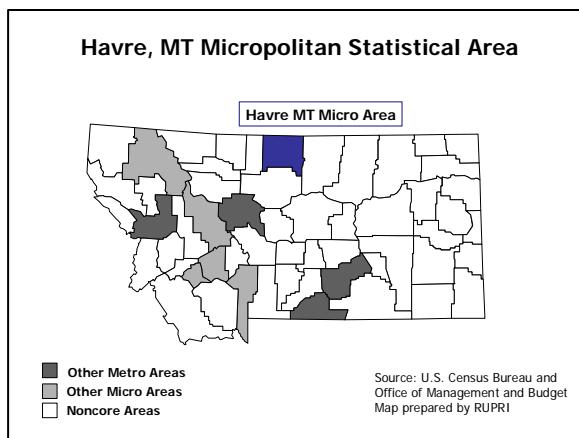 Havre, MT Micropolitan Statistical Area
Havre MT Micro Area
Other Metro Areas
Other Micro Areas
Noncore Areas
Source: U.S. Census Bureau and
Office of Management and Budget
Map prepared by RUPRI